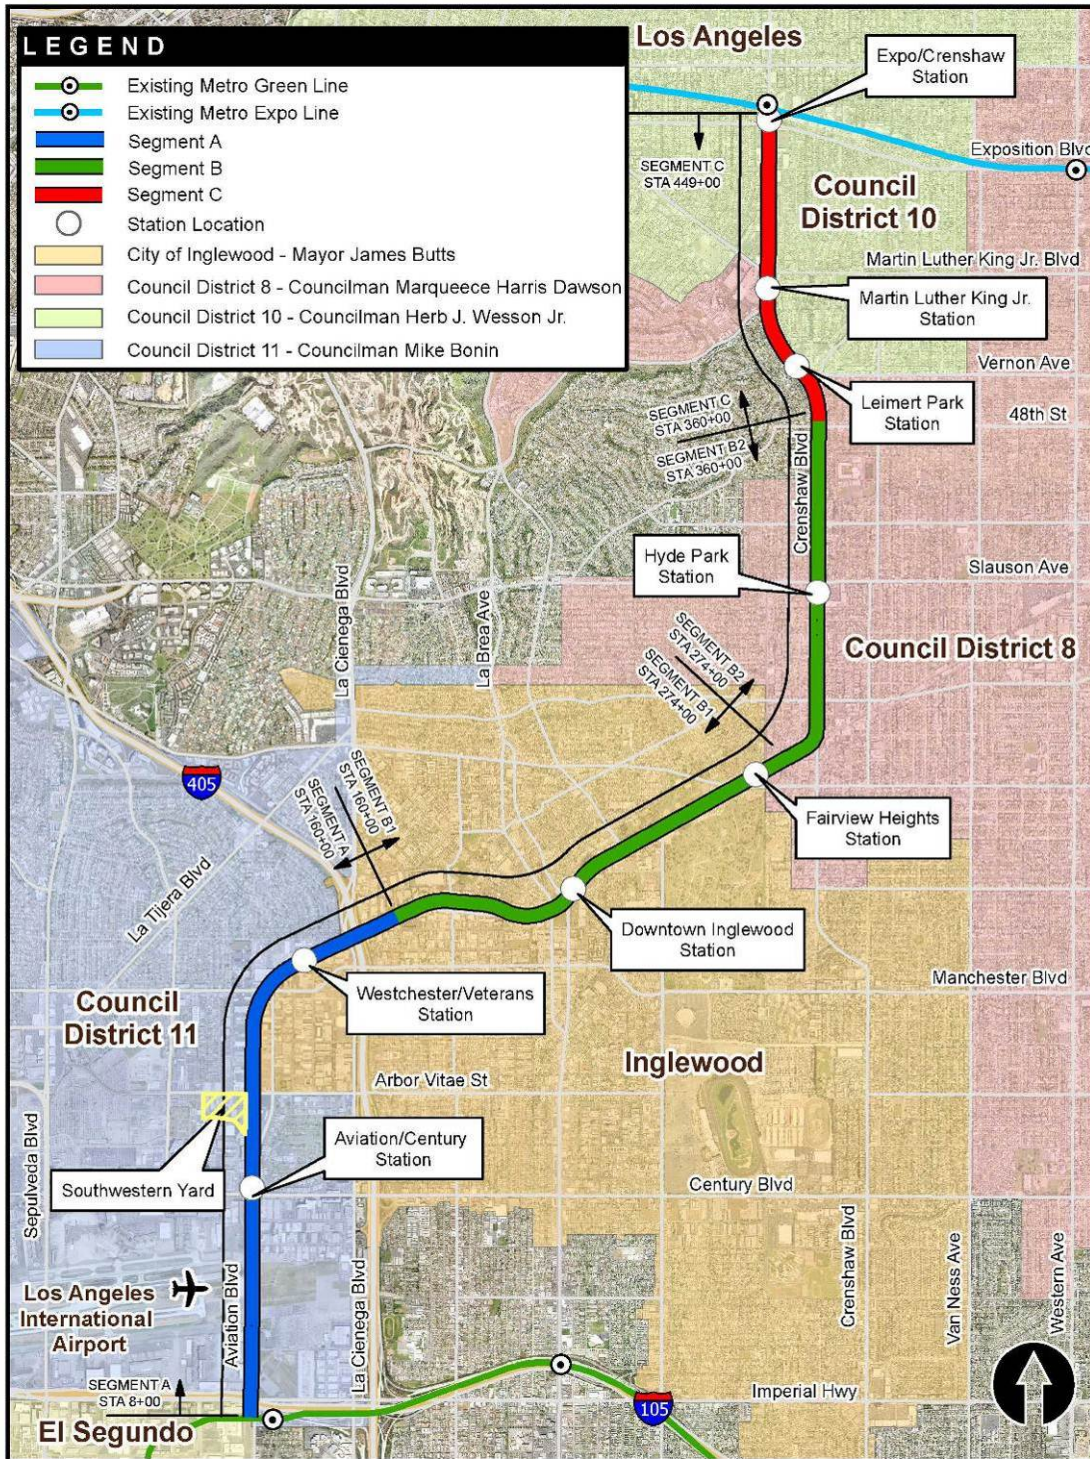 LEGEND
Existing Metro Green Line
Existing Metro Expo Line
Segment A
Segment B
Segment C
Station Location
City of Inglewood - Mayor James Butts
Council District 8 - Councilman Marqueece Harris Dawson
Council District 10 - Councilman Herb J. Wesson Jr.
Council District 11 - Councilman Mike Bonin
Los Angeles
Expo/Crenshaw
Station
SEGMENT C
STA 449+00
Exposition Blvd
Council
District 10
Martin Luther King Jr. Blvd
Martin Luther King Jr.
Station
Vernon Ave
Leimert Park
Station
48th St
SEGMENT C
STA 360+00
SEGMENT B2
STA 360+00
Crenshaw Blvd
Hyde Park
Station
Slauson Ave
La Cienega Blvd
La Brea Ave
Council District 8
SEGMENT B2
STA 274+00
SEGMENT B1
STA 274+00
405
SEGMENT B1
STA 160+00
SEGMENT A
STA 160+00
Fairview Heights
Station
La Tijera Blvd
Downtown Inglewood
Station
Manchester Blvd
Westchester/Veterans
Station
Council
District 11
Inglewood
Arbor Vitae St
Aviation/Century
Station
Southwestern Yard
Century Blvd
Sepulveda Blvd
Crenshaw Blvd
Van Ness Ave
Western Ave
Los Angeles
International
Airport
Aviation Blvd
La Cienega Blvd
SEGMENT A
STA 8+00
Imperial Hwy
105
El Segundo